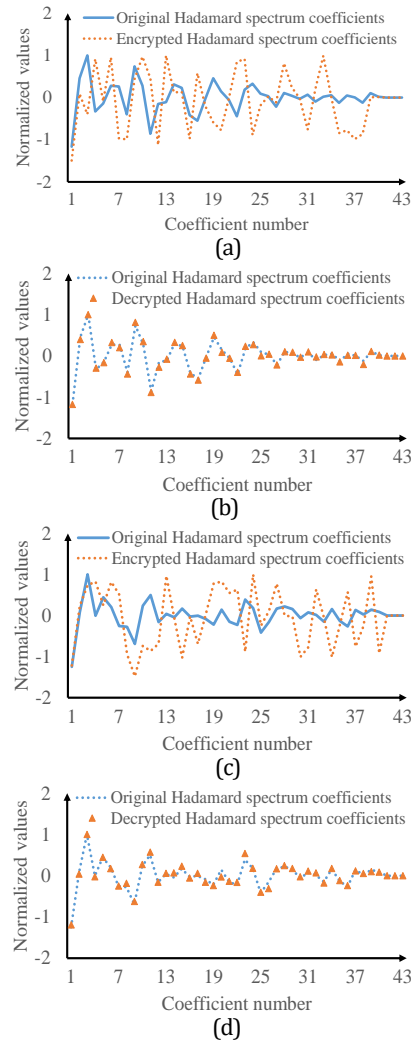 Original Hadamard spectrum coefficients
Encrypted Hadamard spectrum coefficients
Normalized values
2
1
0
-1
-2
1 7 13 19 25 31 37 43
Coefficient number
(a)
Original Hadamard spectrum coefficients
Decrypted Hadamard spectrum coefficients
Normalized values
2
1
0
-1
-2
1 7 13 19 25 31 37 43
Coefficient number
(b)
Original Hadamard spectrum coefficients
Encrypted Hadamard spectrum coefficients
Normalized values
2
1
0
-1
-2
1 7 13 19 25 31 37 43
Coefficient number
(c)
Original Hadamard spectrum coefficients
Decrypted Hadamard spectrum coefficients
Normalized values
2
1
0
-1
-2
1 7 13 19 25 31 37 43
Coefficient number
(d)